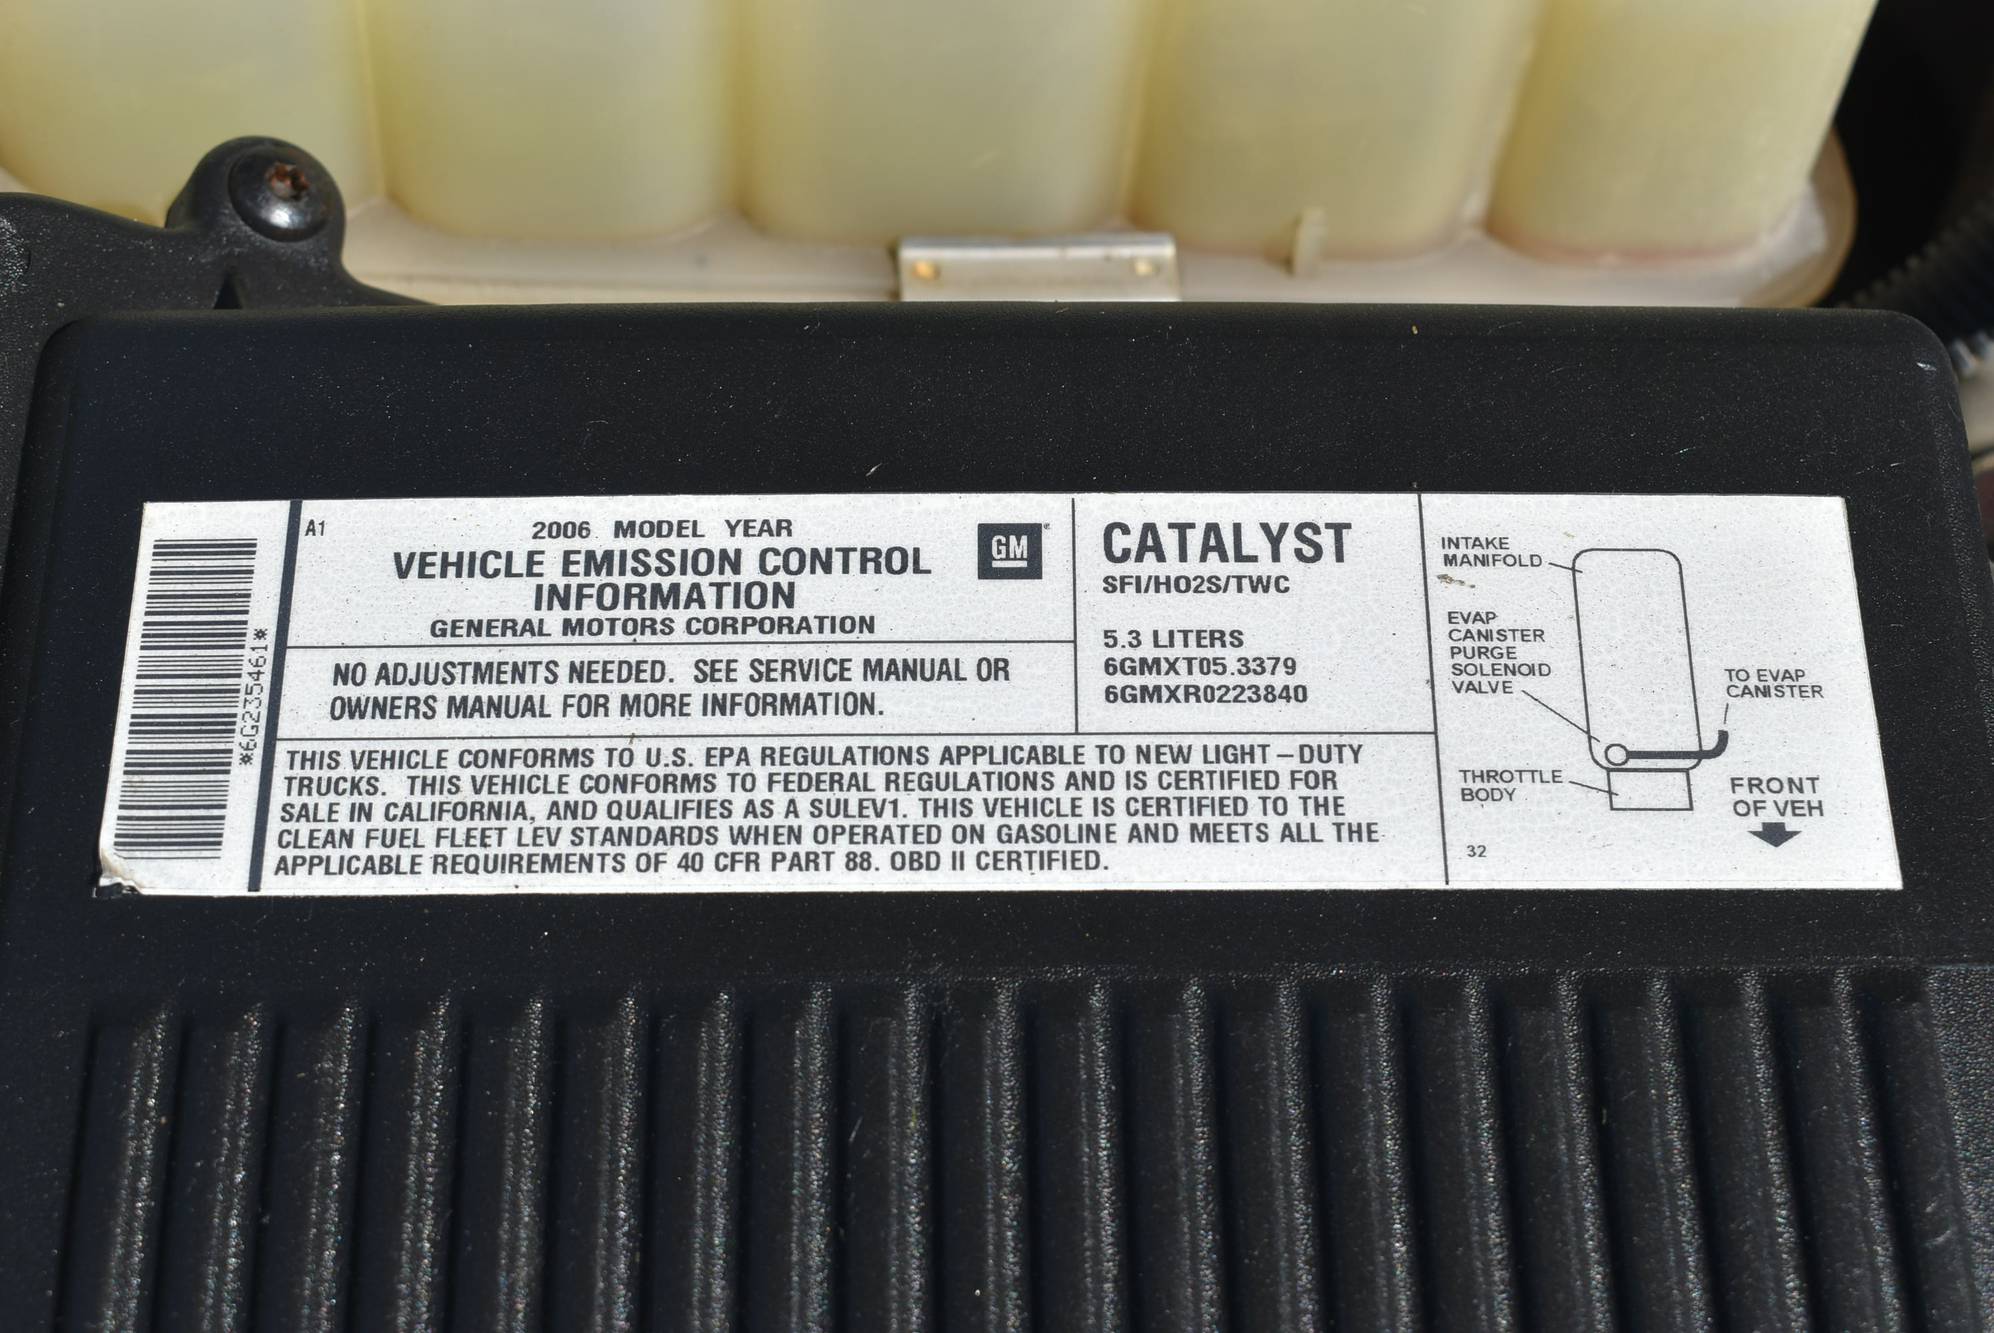 *6G235461*
A1
2006 MODEL YEAR
VEHICLE EMISSION CONTROL
INFORMATION
GENERAL MOTORS CORPORATION
GM
NO ADJUSTMENTS NEEDED. SEE SERVICE MANUAL OR
OWNERS MANUAL FOR MORE INFORMATION.
CATALYST
SFI/HO2S/TWC
5.3 LITERS
6GMXT05.3379
6GMXR0223840
THIS VEHICLE CONFORMS TO U.S. EPA REGULATIONS APPLICABLE TO NEW LIGHT-DUTY
TRUCKS. THIS VEHICLE CONFORMS TO FEDERAL REGULATIONS AND IS CERTIFIED FOR
SALE IN CALIFORNIA, AND QUALIFIES AS A SULEV1. THIS VEHICLE IS CERTIFIED TO THE
CLEAN FUEL FLEET LEV STANDARDS WHEN OPERATED ON GASOLINE AND MEETS ALL THE
APPLICABLE REQUIREMENTS OF 40 CFR PART 88. OBD II CERTIFIED.
INTAKE
MANIFOLD
EVAP
CANISTER
PURGE
SOLENOID
VALVE
TO EVAP
CANISTER
THROTTLE
BODY
FRONT
OF VEH
32